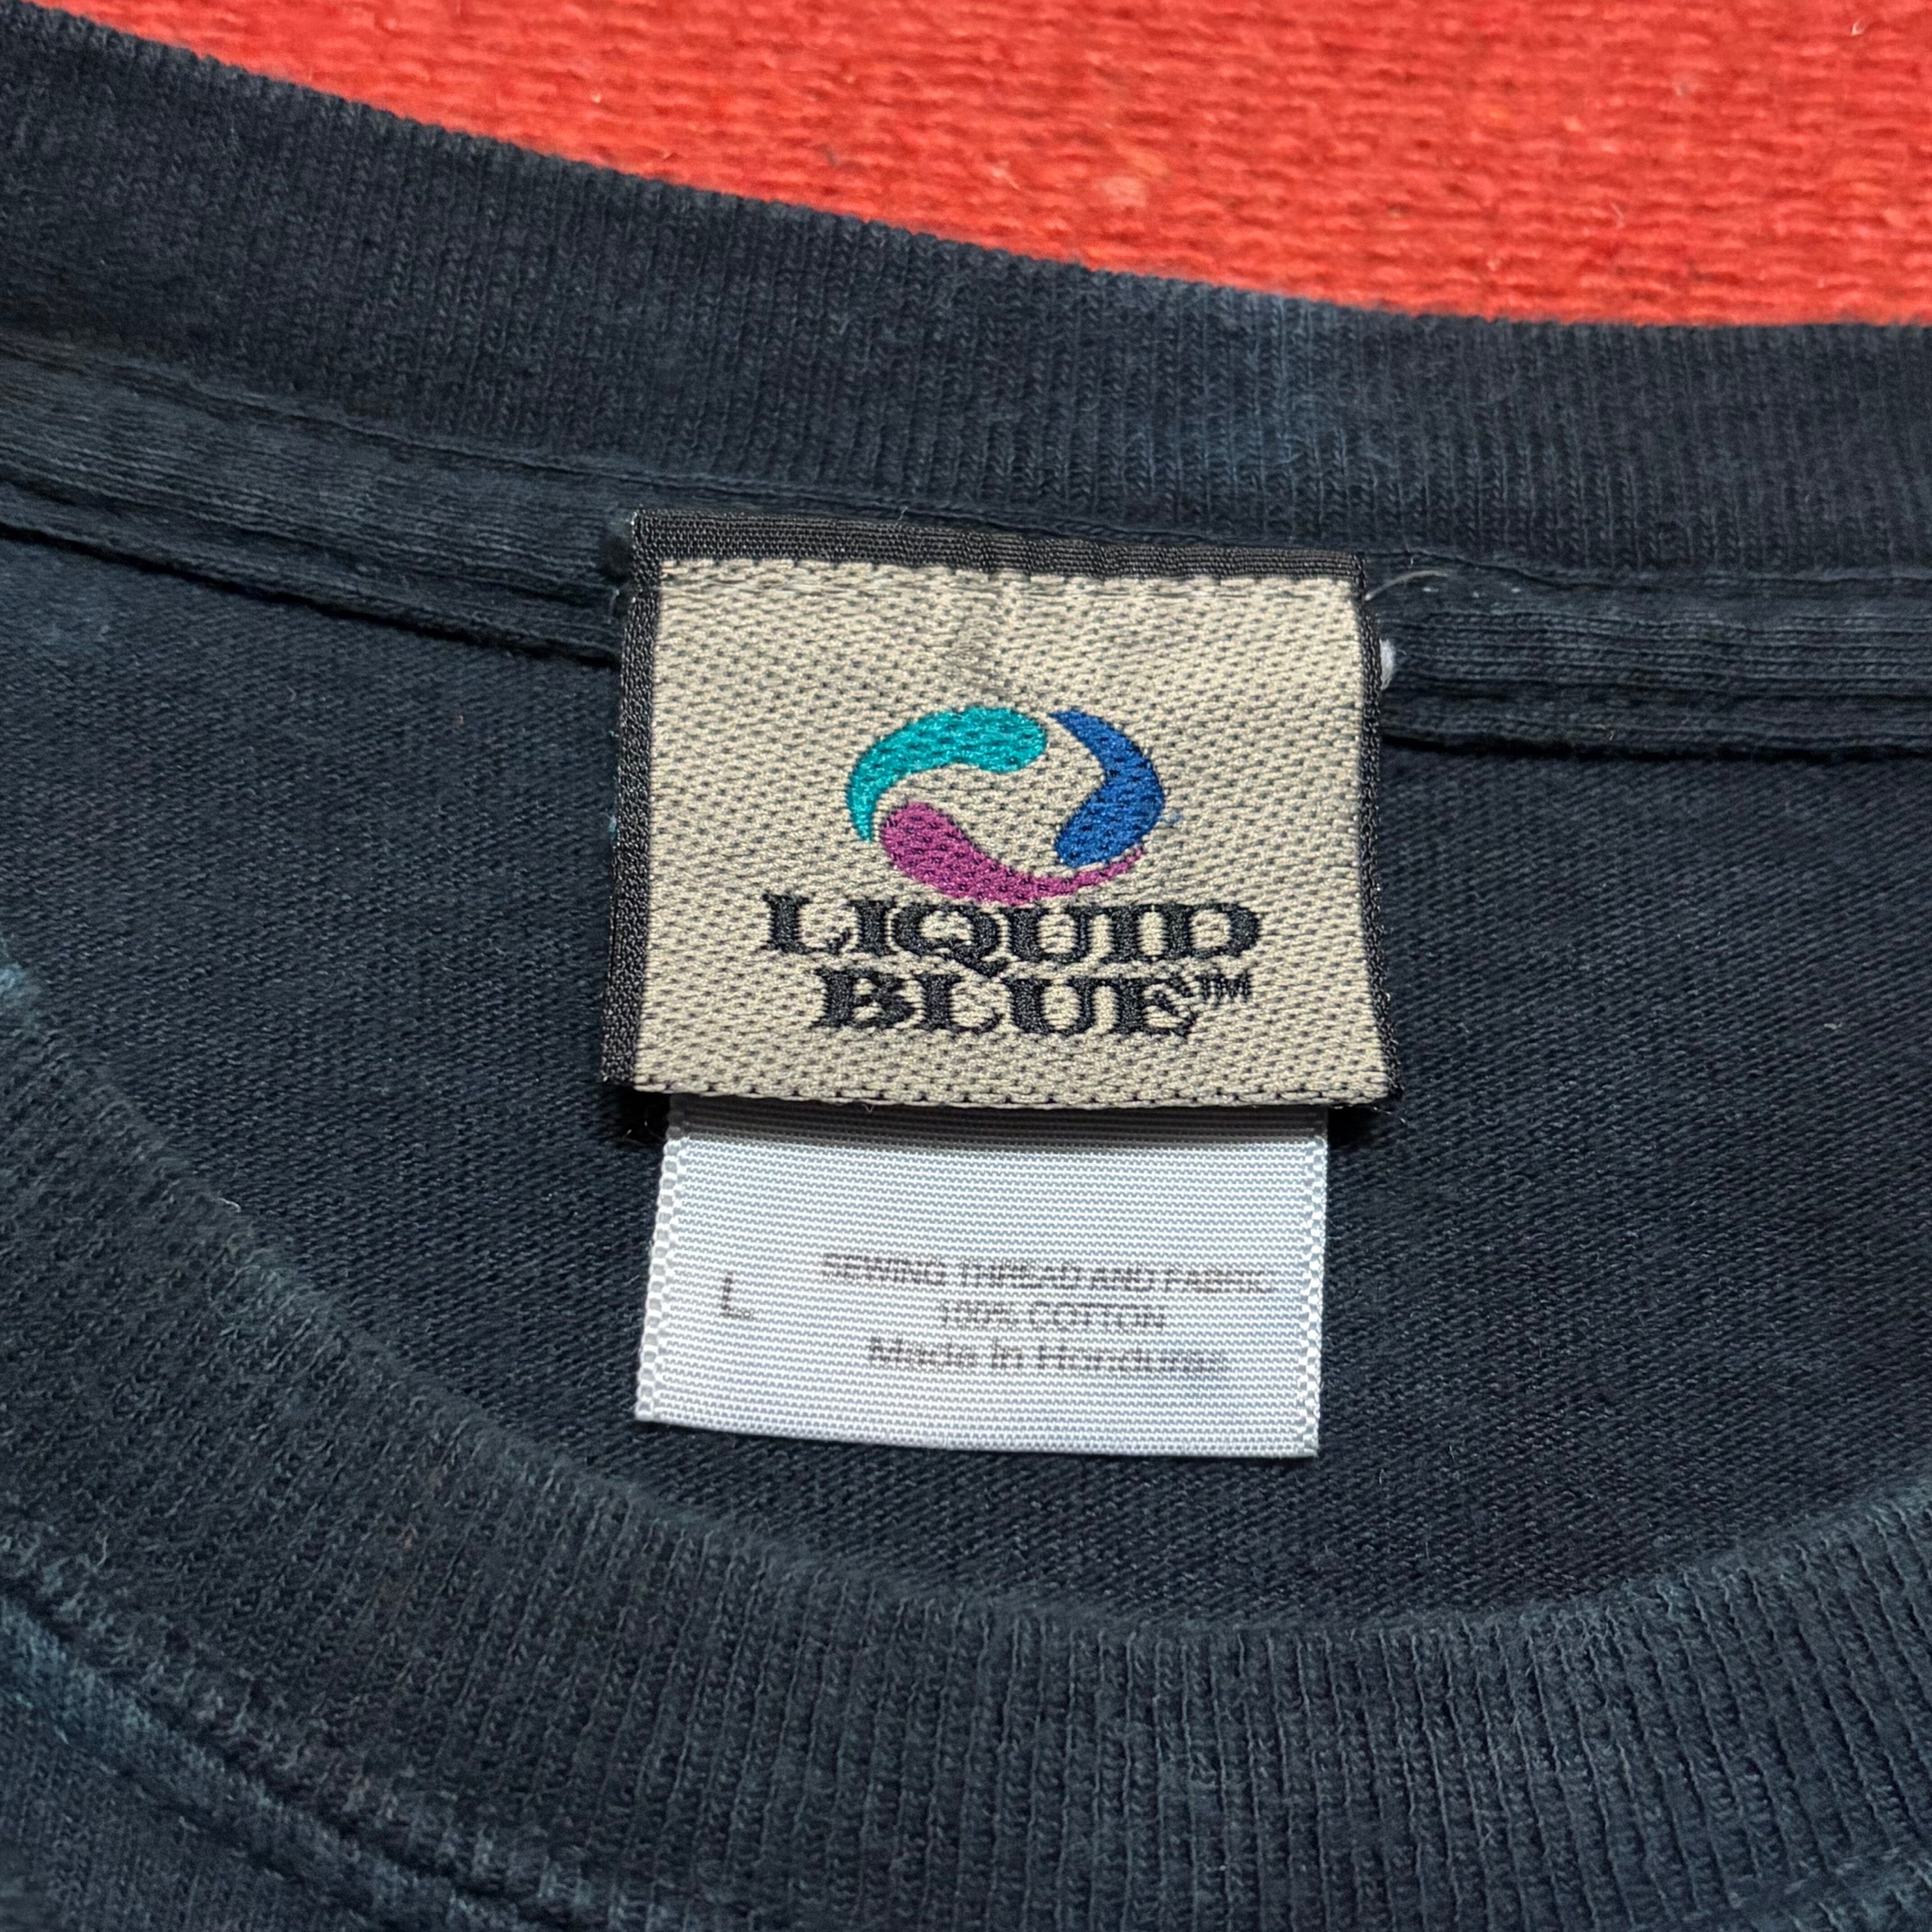 LIQUID
BLUE™
L
SEWING THREAD AND FABRIC
100% COTTON
Made in Honduras